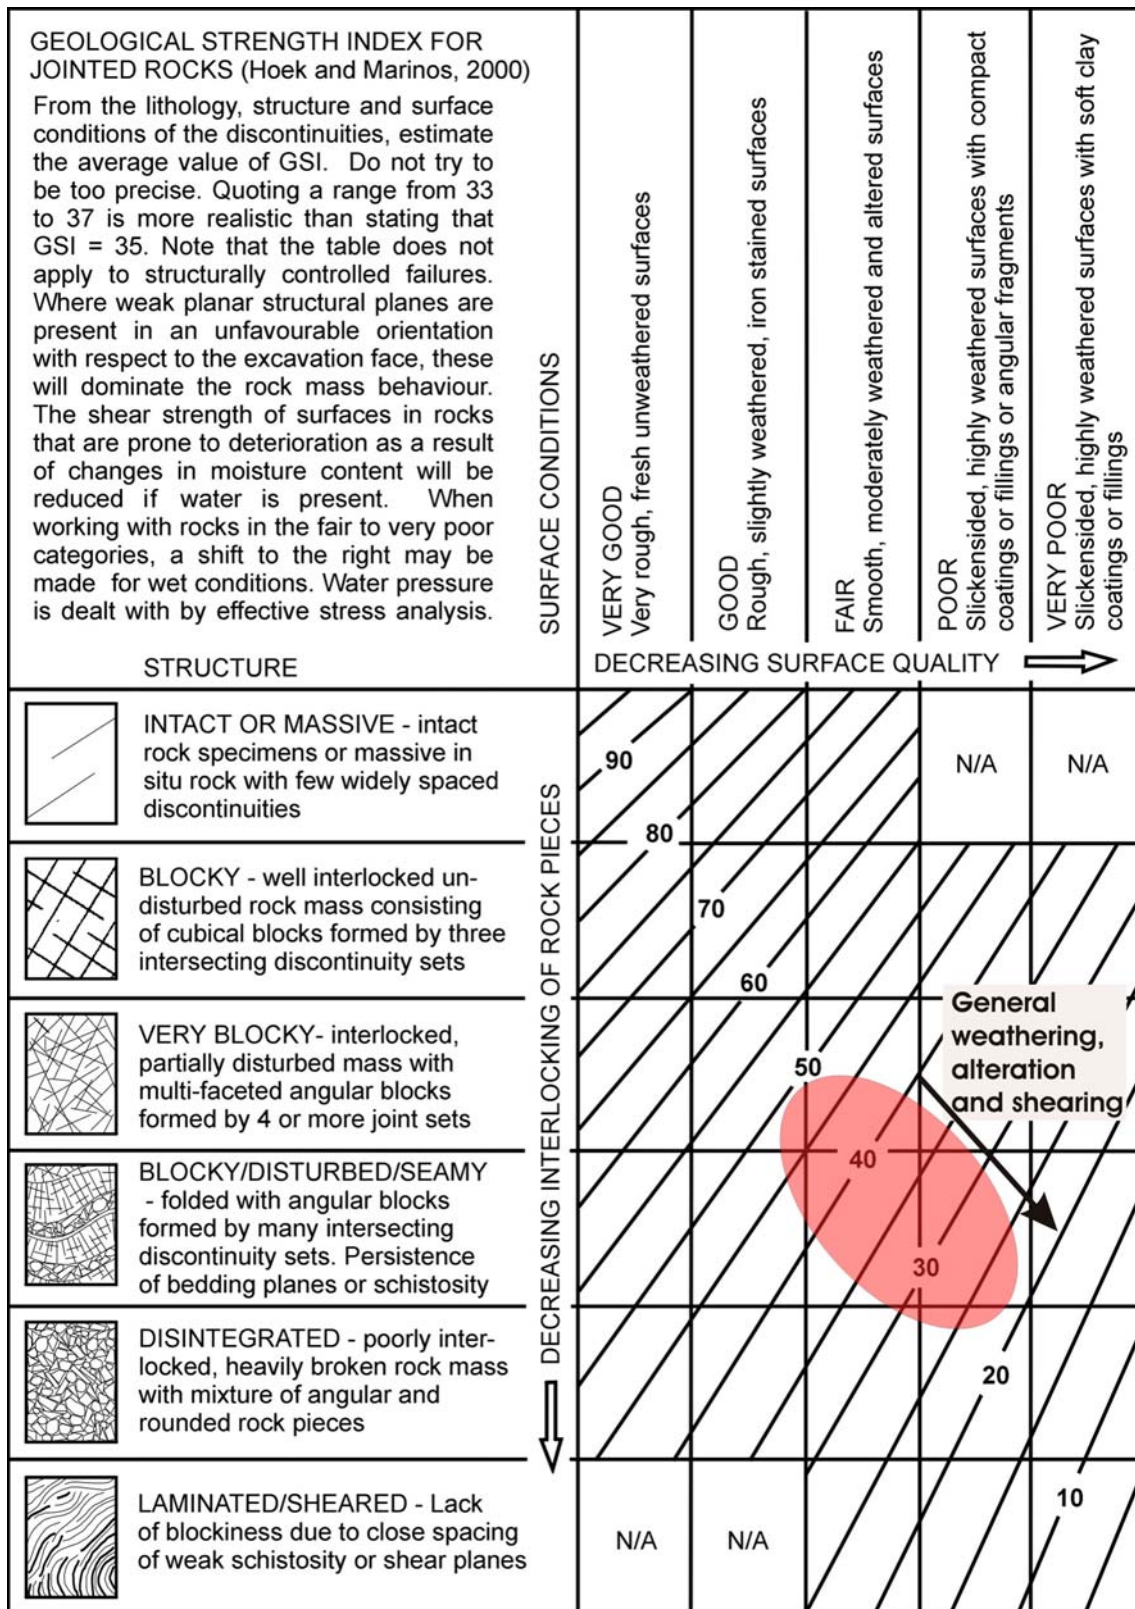 GEOLOGICAL STRENGTH INDEX FOR
JOINTED ROCKS (Hoek and Marinos, 2000)
From the lithology, structure and surface
conditions of the discontinuities, estimate
the average value of GSI. Do not try to
be too precise. Quoting a range from 33
to 37 is more realistic than stating that
GSI = 35. Note that the table does not
apply to structurally controlled failures.
Where weak planar structural planes are
present in an unfavourable orientation
with respect to the excavation face, these
will dominate the rock mass behaviour.
The shear strength of surfaces in rocks
that are prone to deterioration as a result
of changes in moisture content will be
reduced if water is present. When
working with rocks in the fair to very poor
categories, a shift to the right may be
made for wet conditions. Water pressure
is dealt with by effective stress analysis.
STRUCTURE
SURFACE CONDITIONS
VERY GOOD
Very rough, fresh unweathered surfaces
GOOD
Rough, slightly weathered, iron stained surfaces
FAIR
Smooth, moderately weathered and altered surfaces
POOR
Slickensided, highly weathered surfaces with compact
coatings or fillings or angular fragments
VERY POOR
Slickensided, highly weathered surfaces with soft clay
coatings or fillings
DECREASING SURFACE QUALITY
INTACT OR MASSIVE - intact
rock specimens or massive in
situ rock with few widely spaced
discontinuities
BLOCKY - well interlocked un-
disturbed rock mass consisting
of cubical blocks formed by three
intersecting discontinuity sets
VERY BLOCKY- interlocked,
partially disturbed mass with
multi-faceted angular blocks
formed by 4 or more joint sets
BLOCKY/DISTURBED/SEAMY
- folded with angular blocks
formed by many intersecting
discontinuity sets. Persistence
of bedding planes or schistosity
DISINTEGRATED - poorly inter-
locked, heavily broken rock mass
with mixture of angular and
rounded rock pieces
LAMINATED/SHEARED - Lack
of blockiness due to close spacing
of weak schistosity or shear planes
DECREASING INTERLOCKING OF ROCK PIECES
90
N/A
N/A
80
70
60
General
weathering,
alteration
and shearing
50
40
30
20
10
N/A
N/A